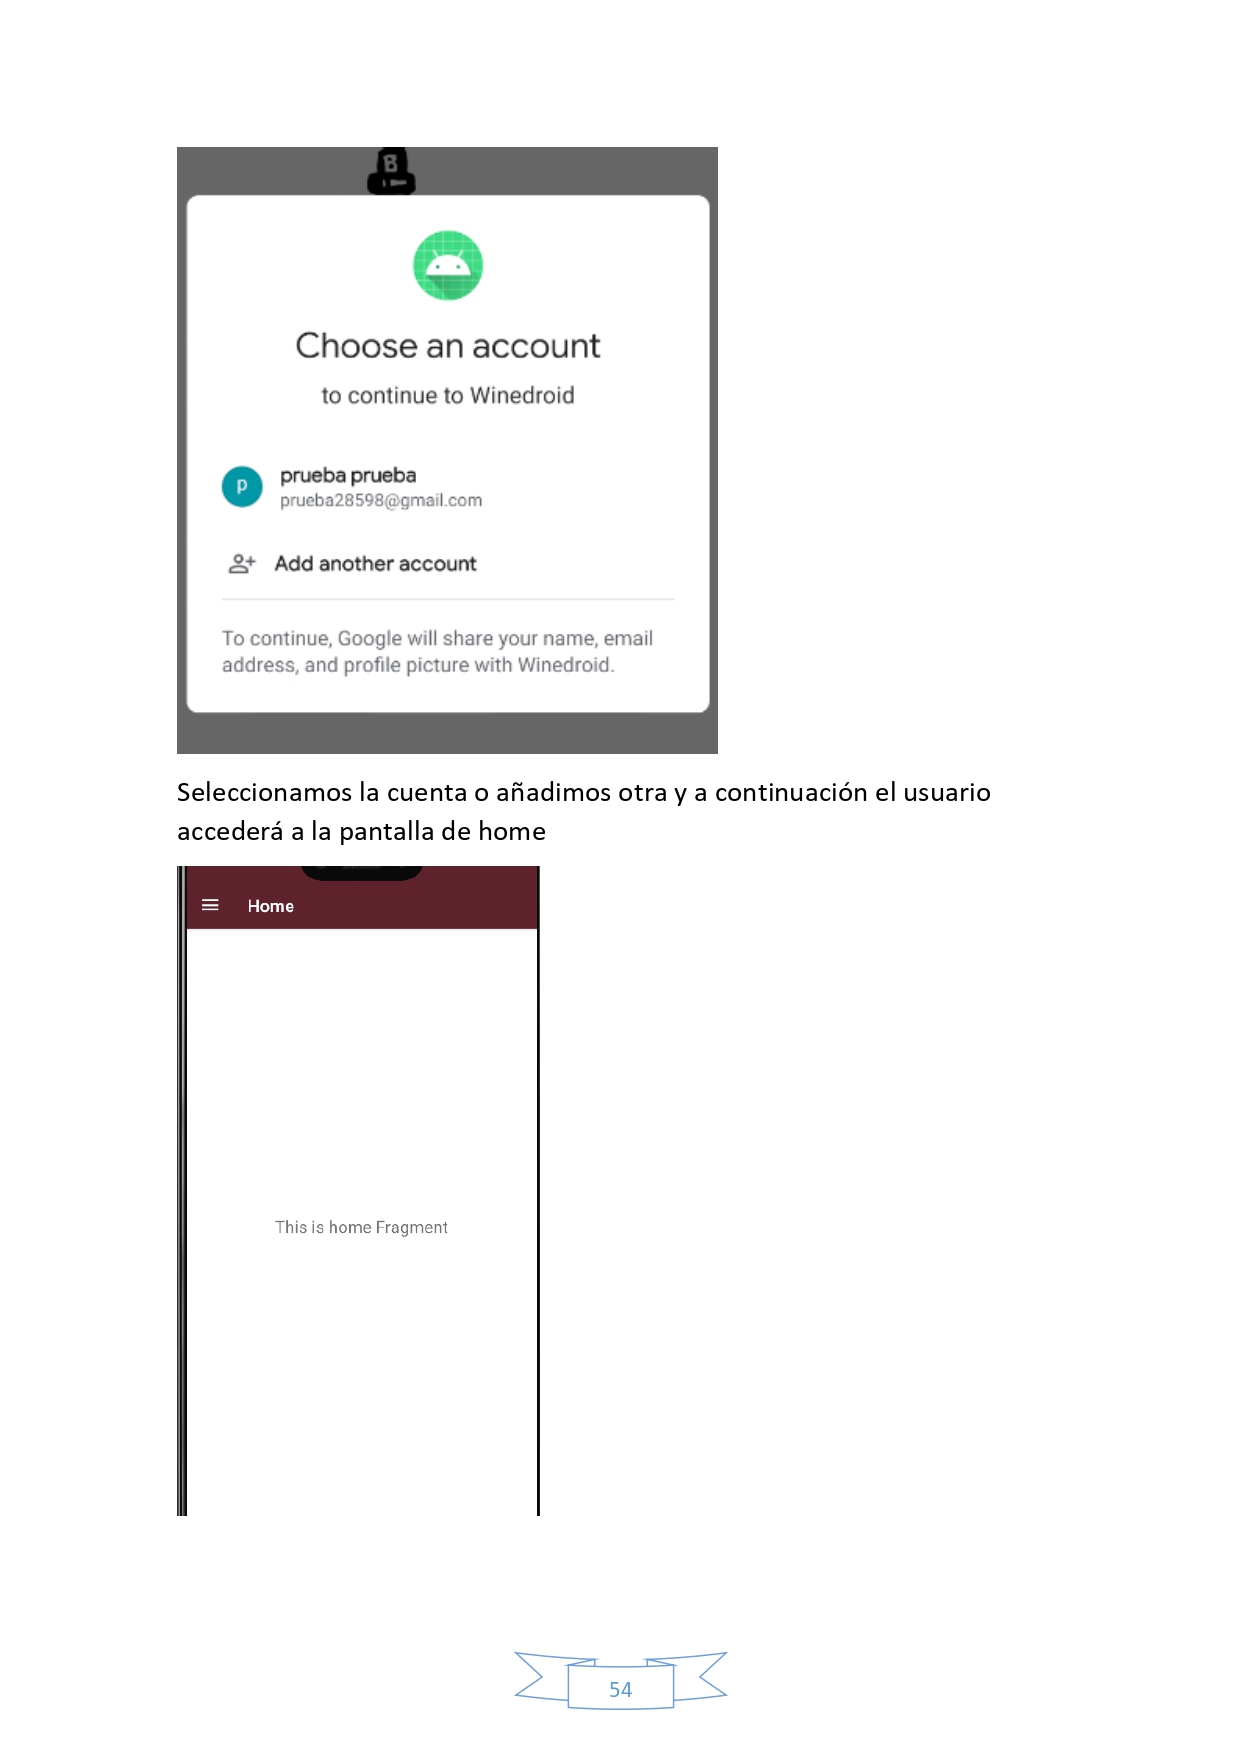 B
Choose an account
to continue to Winedroid
p
prueba prueba
prueba28598@gmail.com
Add another account
To continue, Google will share your name, email
address, and profile picture with Winedroid.
Seleccionamos la cuenta o añadimos otra y a continuación el usuario
accederá a la pantalla de home
Home
This is home Fragment
54